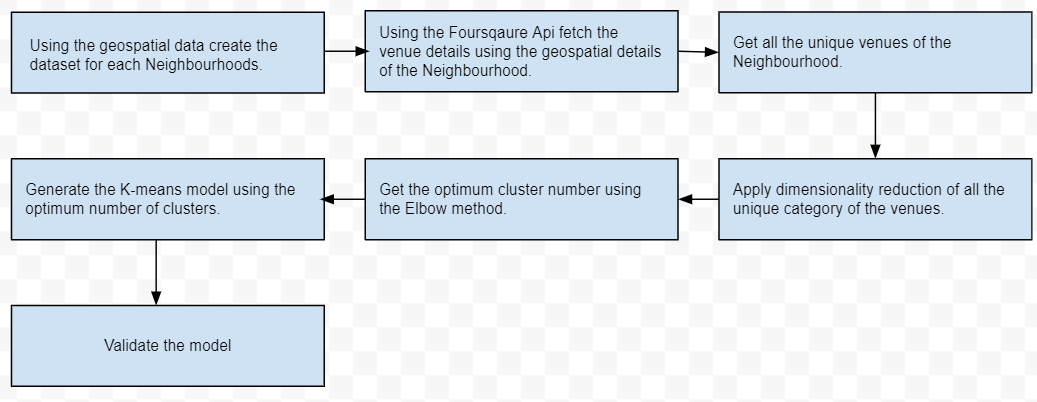 Using the geospatial data create the
dataset for each Neighbourhoods.
Using the Foursqaure Api fetch the
venue details using the geospatial details
of the Neighbourhood.
Get all the unique venues of the
Neighbourhood.
Apply dimensionality reduction of all the
unique category of the venues.
Get the optimum cluster number using
the Elbow method.
Generate the K-means model using the
optimum number of clusters.
Validate the model